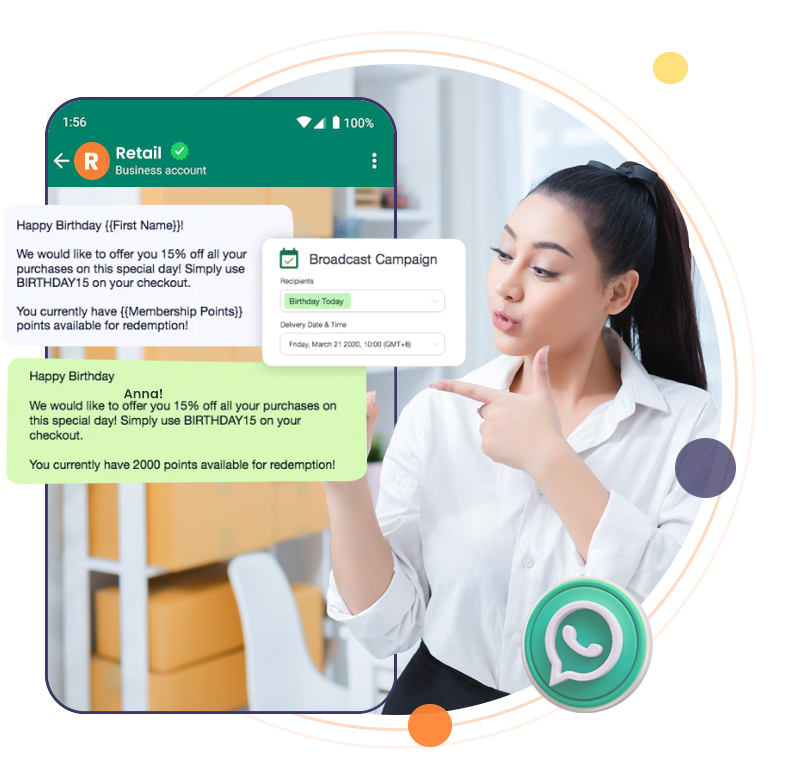 1:56
100%
R
Retail
Business account
Happy Birthday {{First Name}}!
We would like to offer you 15% off all your
purchases on this special day! Simply use
BIRTHDAY15 on your checkout.
You currently have {{Membership Points}}
points available for redemption!
Broadcast Campaign
Recipients
Birthday Today
Delivery Date & Time
Friday, March 21 2020, 10:00 (GMT+8)
Happy Birthday
Anna!
We would like to offer you 15% off all your purchases on
this special day! Simply use BIRTHDAY15 on your
checkout.
You currently have 2000 points available for redemption!